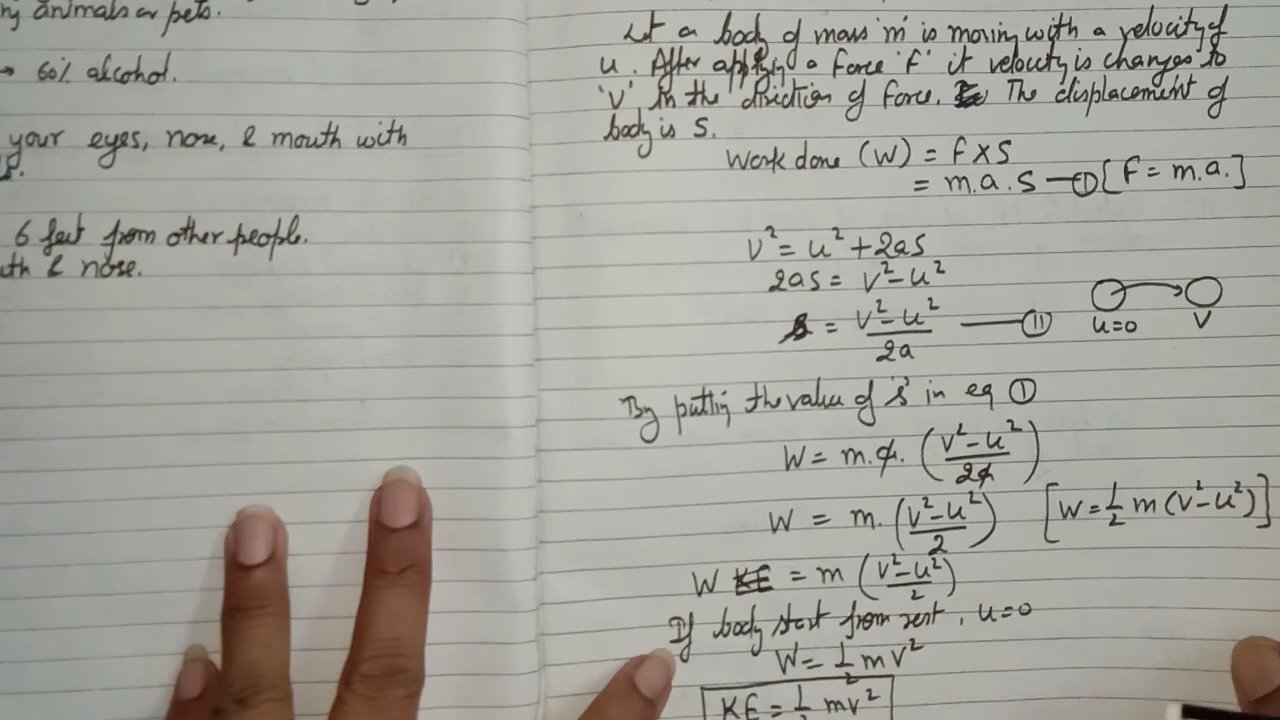 ny animals or pets.
→ 60% alcohol.
your eyes, nose, & mouth with
6 feet from other people.
uth & nose.
Let a body of mass 'm' is moving with a velocity of
u. After applying a force 'F' it velocity is changes to
'v', in the direction of force. The displacement of
body is S.
Work done (W) = F × S
= m.a.s — ① [F = m.a.]
v² = u² + 2as
2as = v² - u²
s = v² - u² / 2a — ⑪
u=0 v
By putting the value of 's' in eq ①
W = m.a. (v² - u² / 2a)
W = m. (v² - u² / 2) [W = 1/2 m (v² - u²)]
W KE = m (v² - u² / 2)
If body start from rest, u=0
W = 1/2 mv²
KE = 1/2 mv²